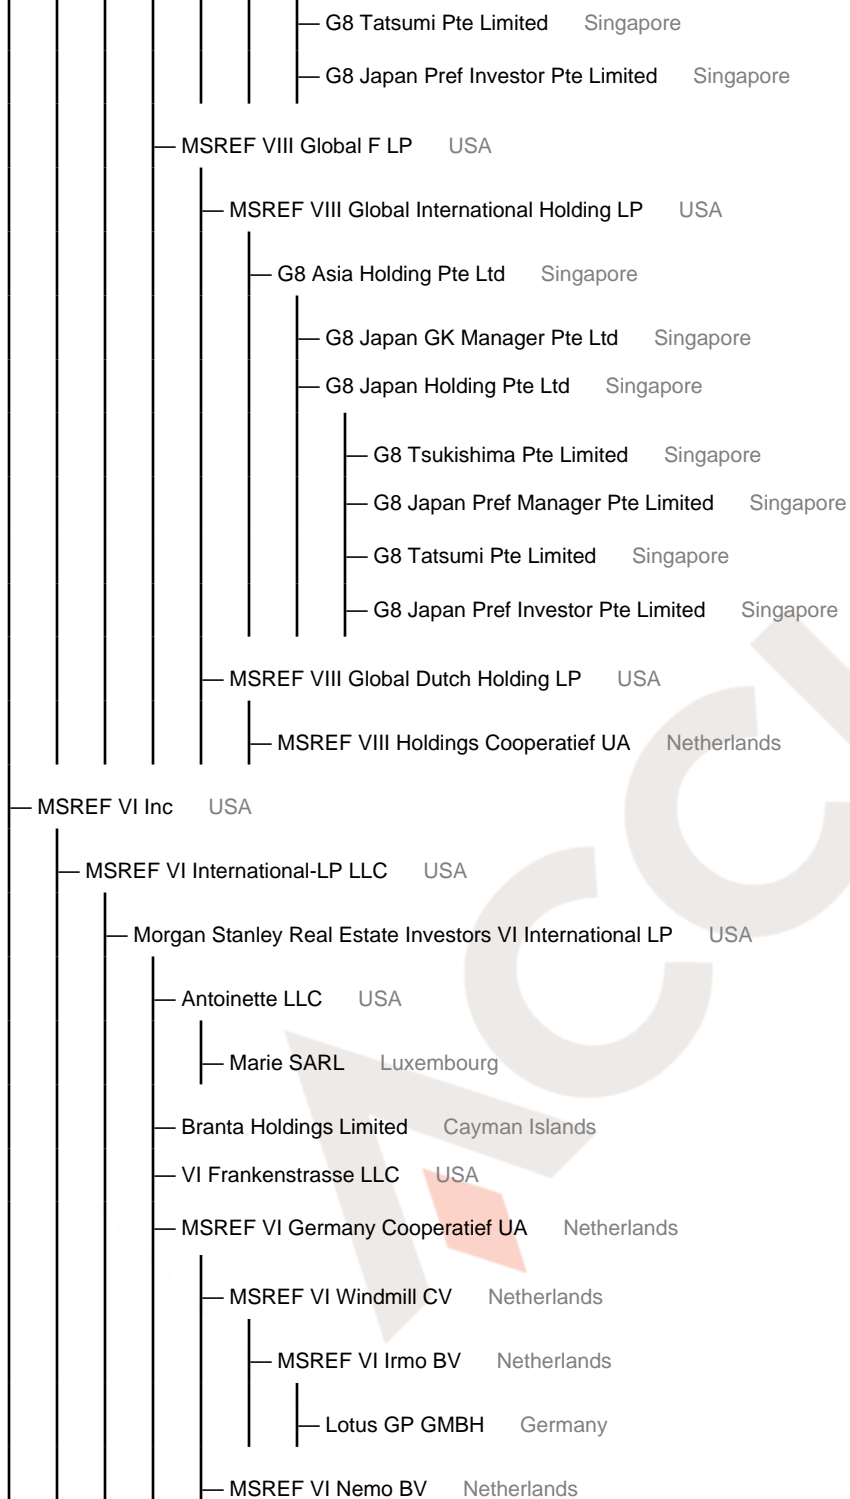 G8 Tatsumi Pte Limited Singapore
G8 Japan Pref Investor Pte Limited Singapore
MSREF VIII Global F LP USA
MSREF VIII Global International Holding LP USA
G8 Asia Holding Pte Ltd Singapore
G8 Japan GK Manager Pte Ltd Singapore
G8 Japan Holding Pte Ltd Singapore
G8 Tsukishima Pte Limited Singapore
G8 Japan Pref Manager Pte Limited Singapore
G8 Tatsumi Pte Limited Singapore
G8 Japan Pref Investor Pte Limited Singapore
MSREF VIII Global Dutch Holding LP USA
MSREF VIII Holdings Cooperatief UA Netherlands
MSREF VI Inc USA
MSREF VI International-LP LLC USA
Morgan Stanley Real Estate Investors VI International LP USA
Antoinette LLC USA
Marie SARL Luxembourg
Branta Holdings Limited Cayman Islands
VI Frankenstrasse LLC USA
MSREF VI Germany Cooperatief UA Netherlands
MSREF VI Windmill CV Netherlands
MSREF VI Irmo BV Netherlands
Lotus GP GMBH Germany
MSREF VI Nemo BV Netherlands